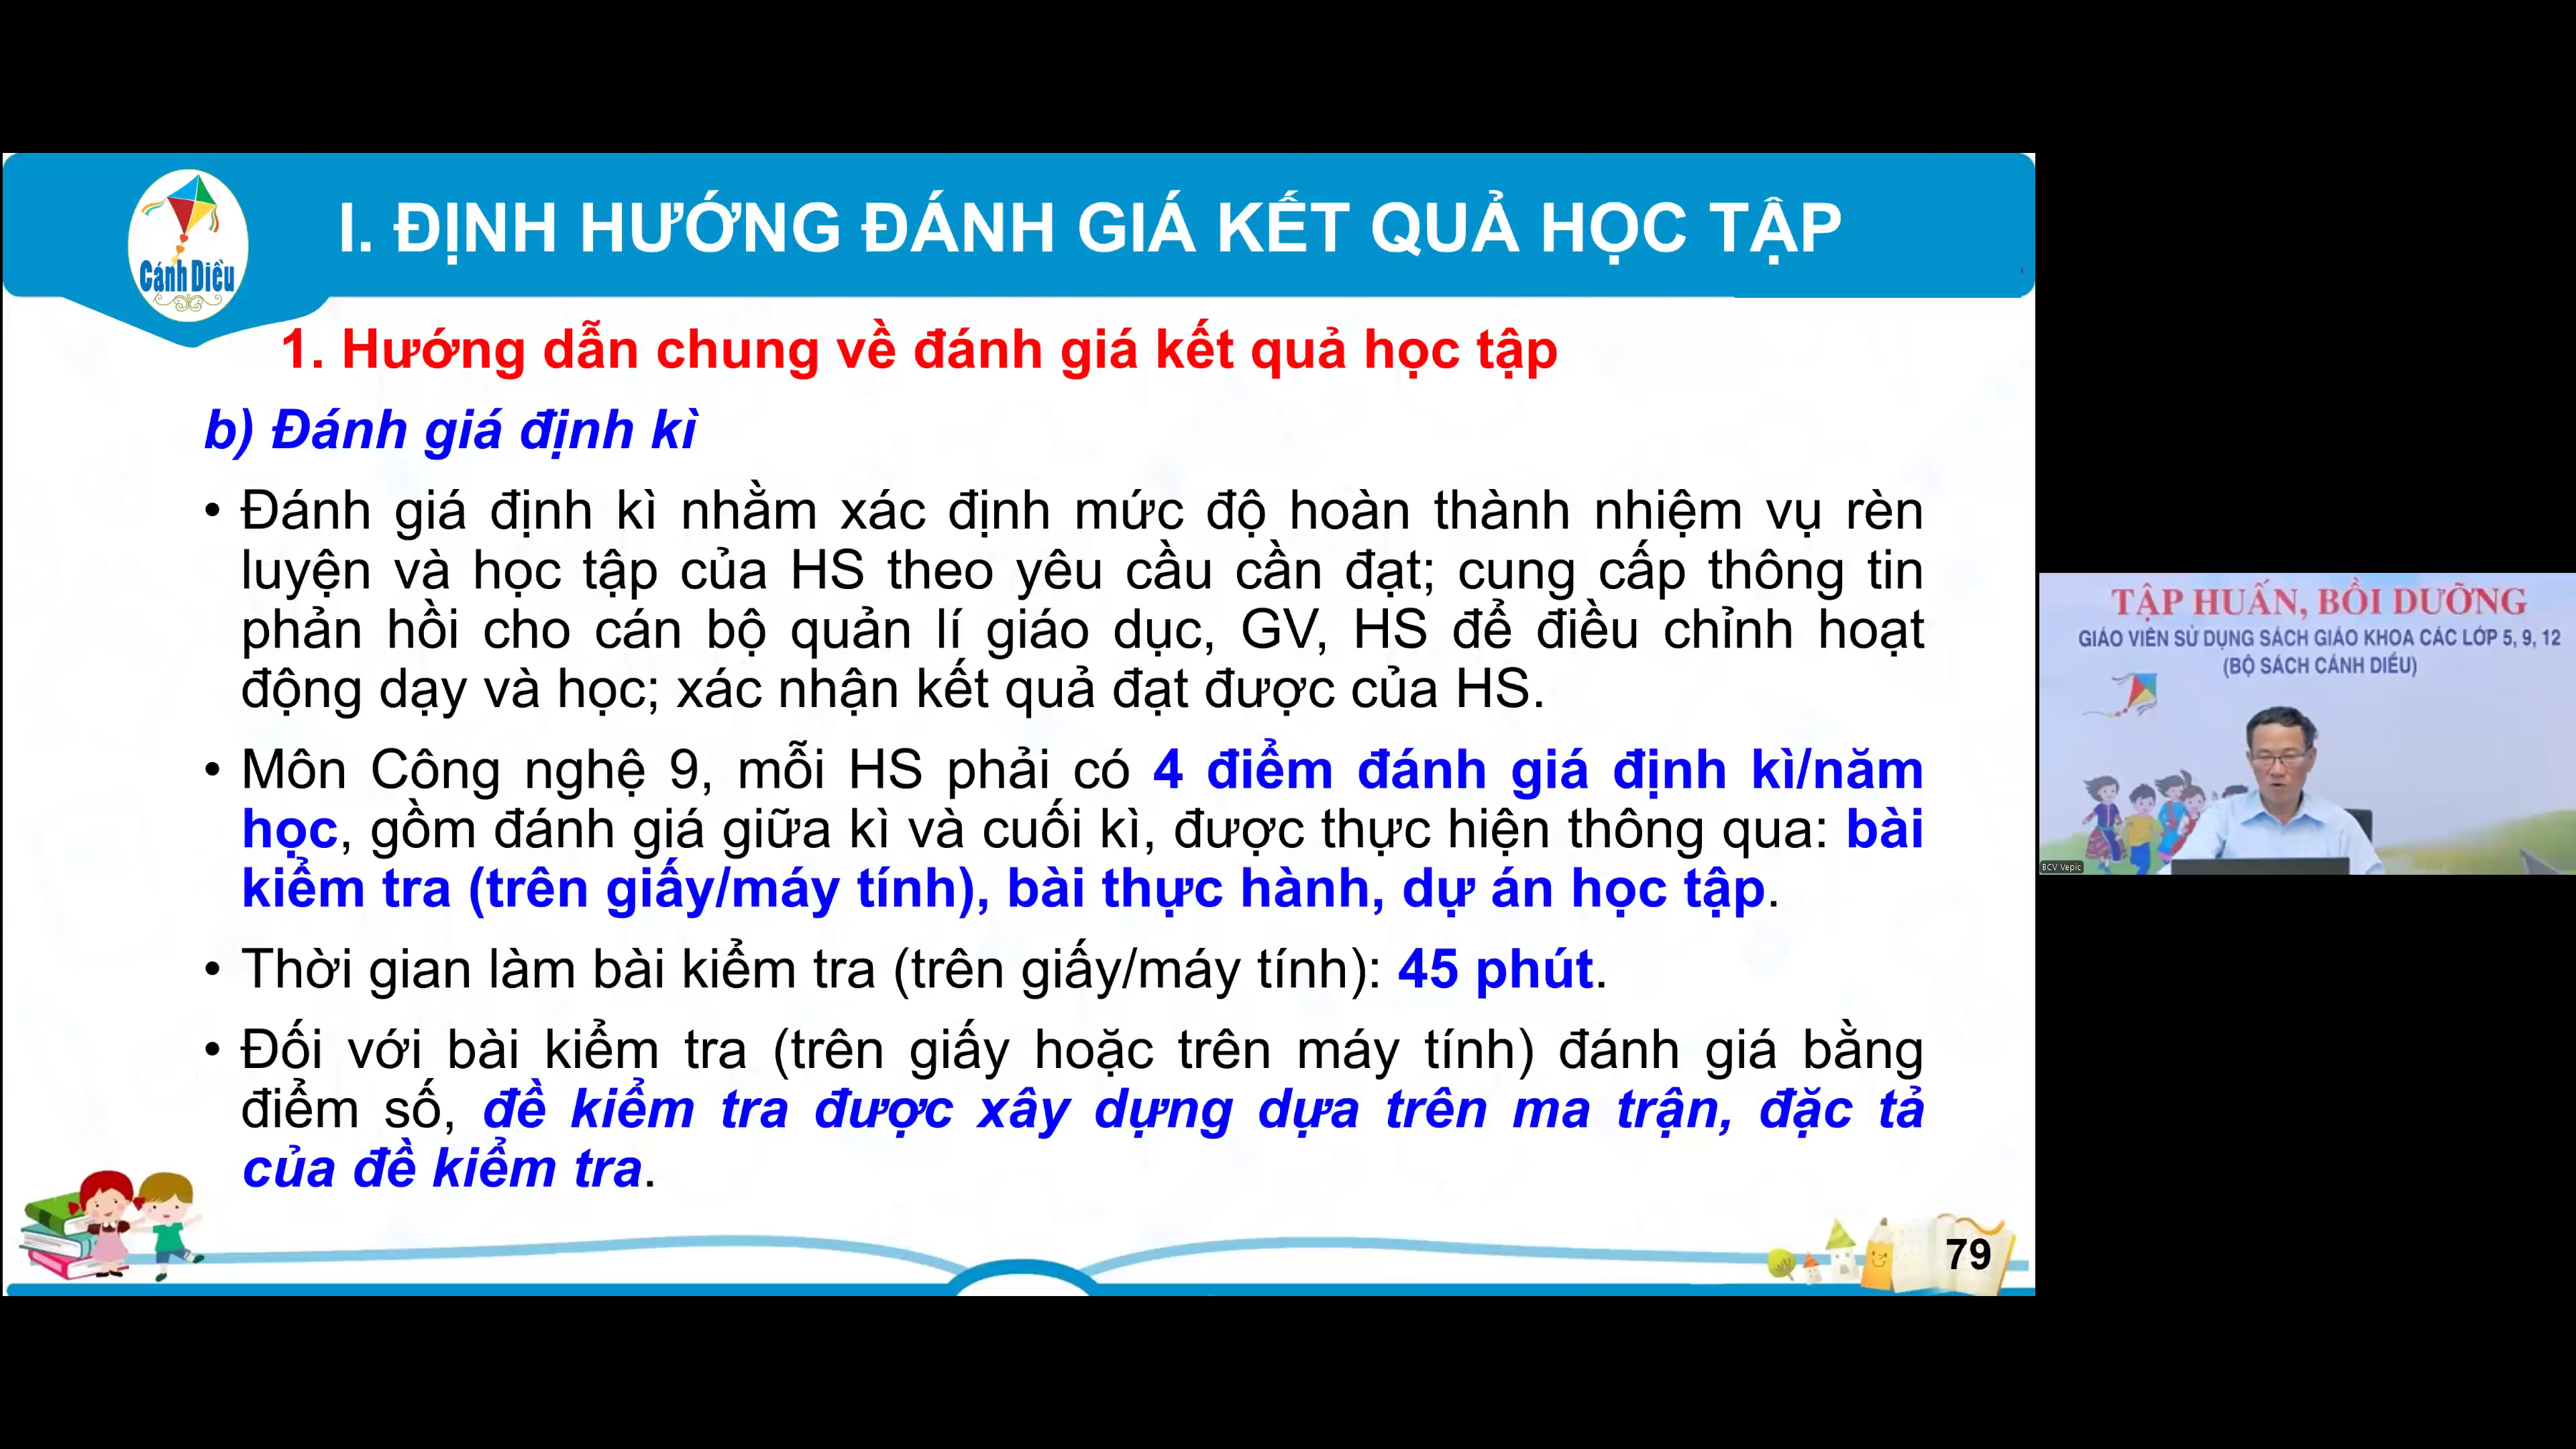 I. ĐỊNH HƯỚNG ĐÁNH GIÁ KẾT QUẢ HỌC TẬP
Cánh Diều
1. Hướng dẫn chung về đánh giá kết quả học tập
b) Đánh giá định kì
• Đánh giá định kì nhằm xác định mức độ hoàn thành nhiệm vụ rèn
luyện và học tập của HS theo yêu cầu cần đạt; cung cấp thông tin
phản hồi cho cán bộ quản lí giáo dục, GV, HS để điều chỉnh hoạt
động dạy và học; xác nhận kết quả đạt được của HS.
• Môn Công nghệ 9, mỗi HS phải có 4 điểm đánh giá định kì/năm
học, gồm đánh giá giữa kì và cuối kì, được thực hiện thông qua: bài
kiểm tra (trên giấy/máy tính), bài thực hành, dự án học tập.
• Thời gian làm bài kiểm tra (trên giấy/máy tính): 45 phút.
• Đối với bài kiểm tra (trên giấy hoặc trên máy tính) đánh giá bằng
điểm số, đề kiểm tra được xây dựng dựa trên ma trận, đặc tả
của đề kiểm tra.
79
TẬP HUẤN, BỒI DƯỠNG
GIÁO VIÊN SỬ DỤNG SÁCH GIÁO KHOA CÁC LỚP 5, 9, 12
(BỘ SÁCH CÁNH DIỀU)
BCV Vepic